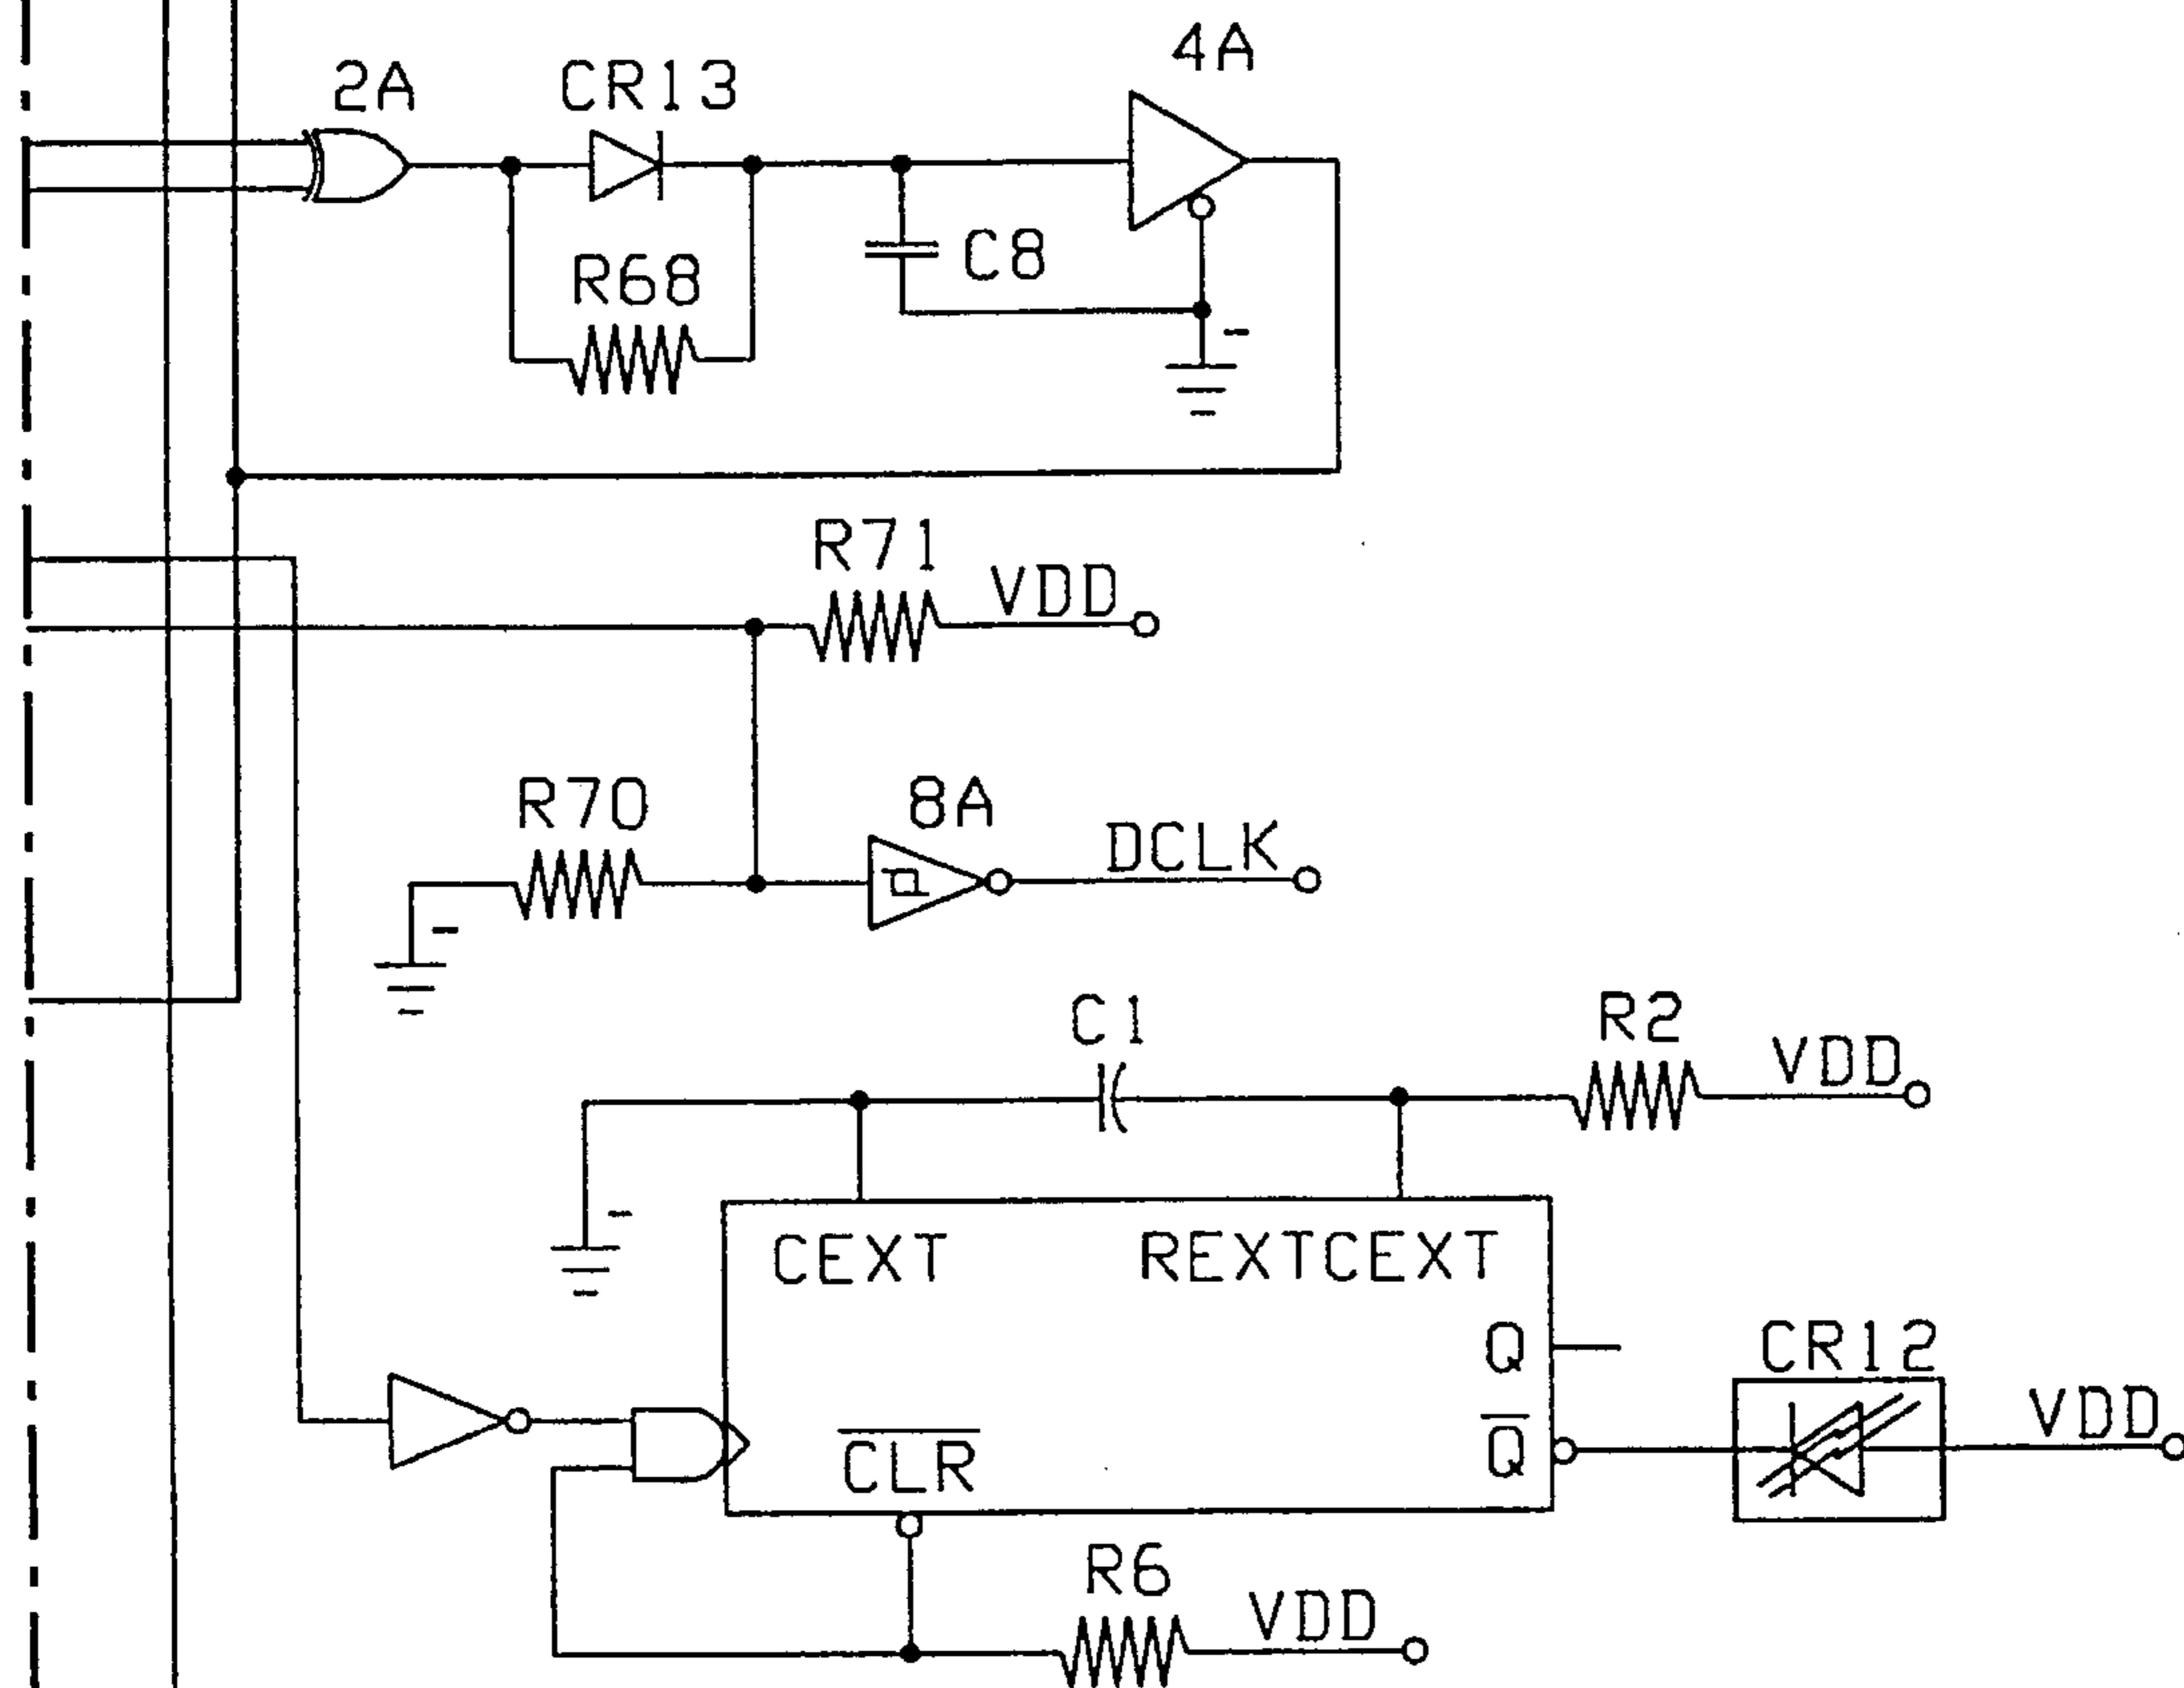 4A
2A
CR13
C8
R68
R71
VDD
R70
8A
DCLK
C1
R2
VDD
CEXT
REXTCEXT
Q
CR12
VDD
Q̅
C̅L̅R̅
R6
VDD